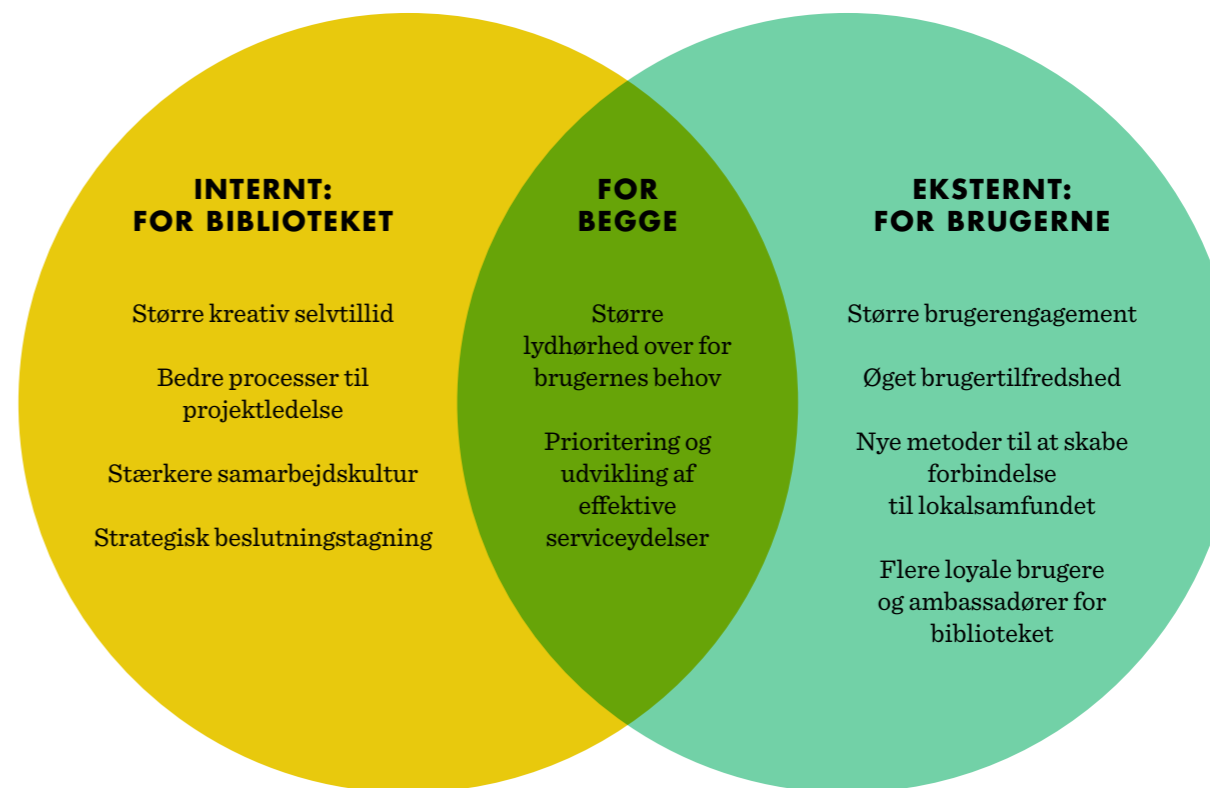 INTERNT:
FOR BIBLIOTEKET
Større kreativ selvtillid
Bedre processer til
projektledelse
Stærkere samarbejdskultur
Strategisk beslutningstagning
FOR
BEGGE
Større
lydhørhed over for
brugernes behov
Prioritering og
udvikling af
effektive
serviceydelser
EKSTERNT:
FOR BRUGERNE
Større brugerengagement
Øget brugertilfredshed
Nye metoder til at skabe
forbindelse
til lokalsamfundet
Flere loyale brugere
og ambassadører for
biblioteket